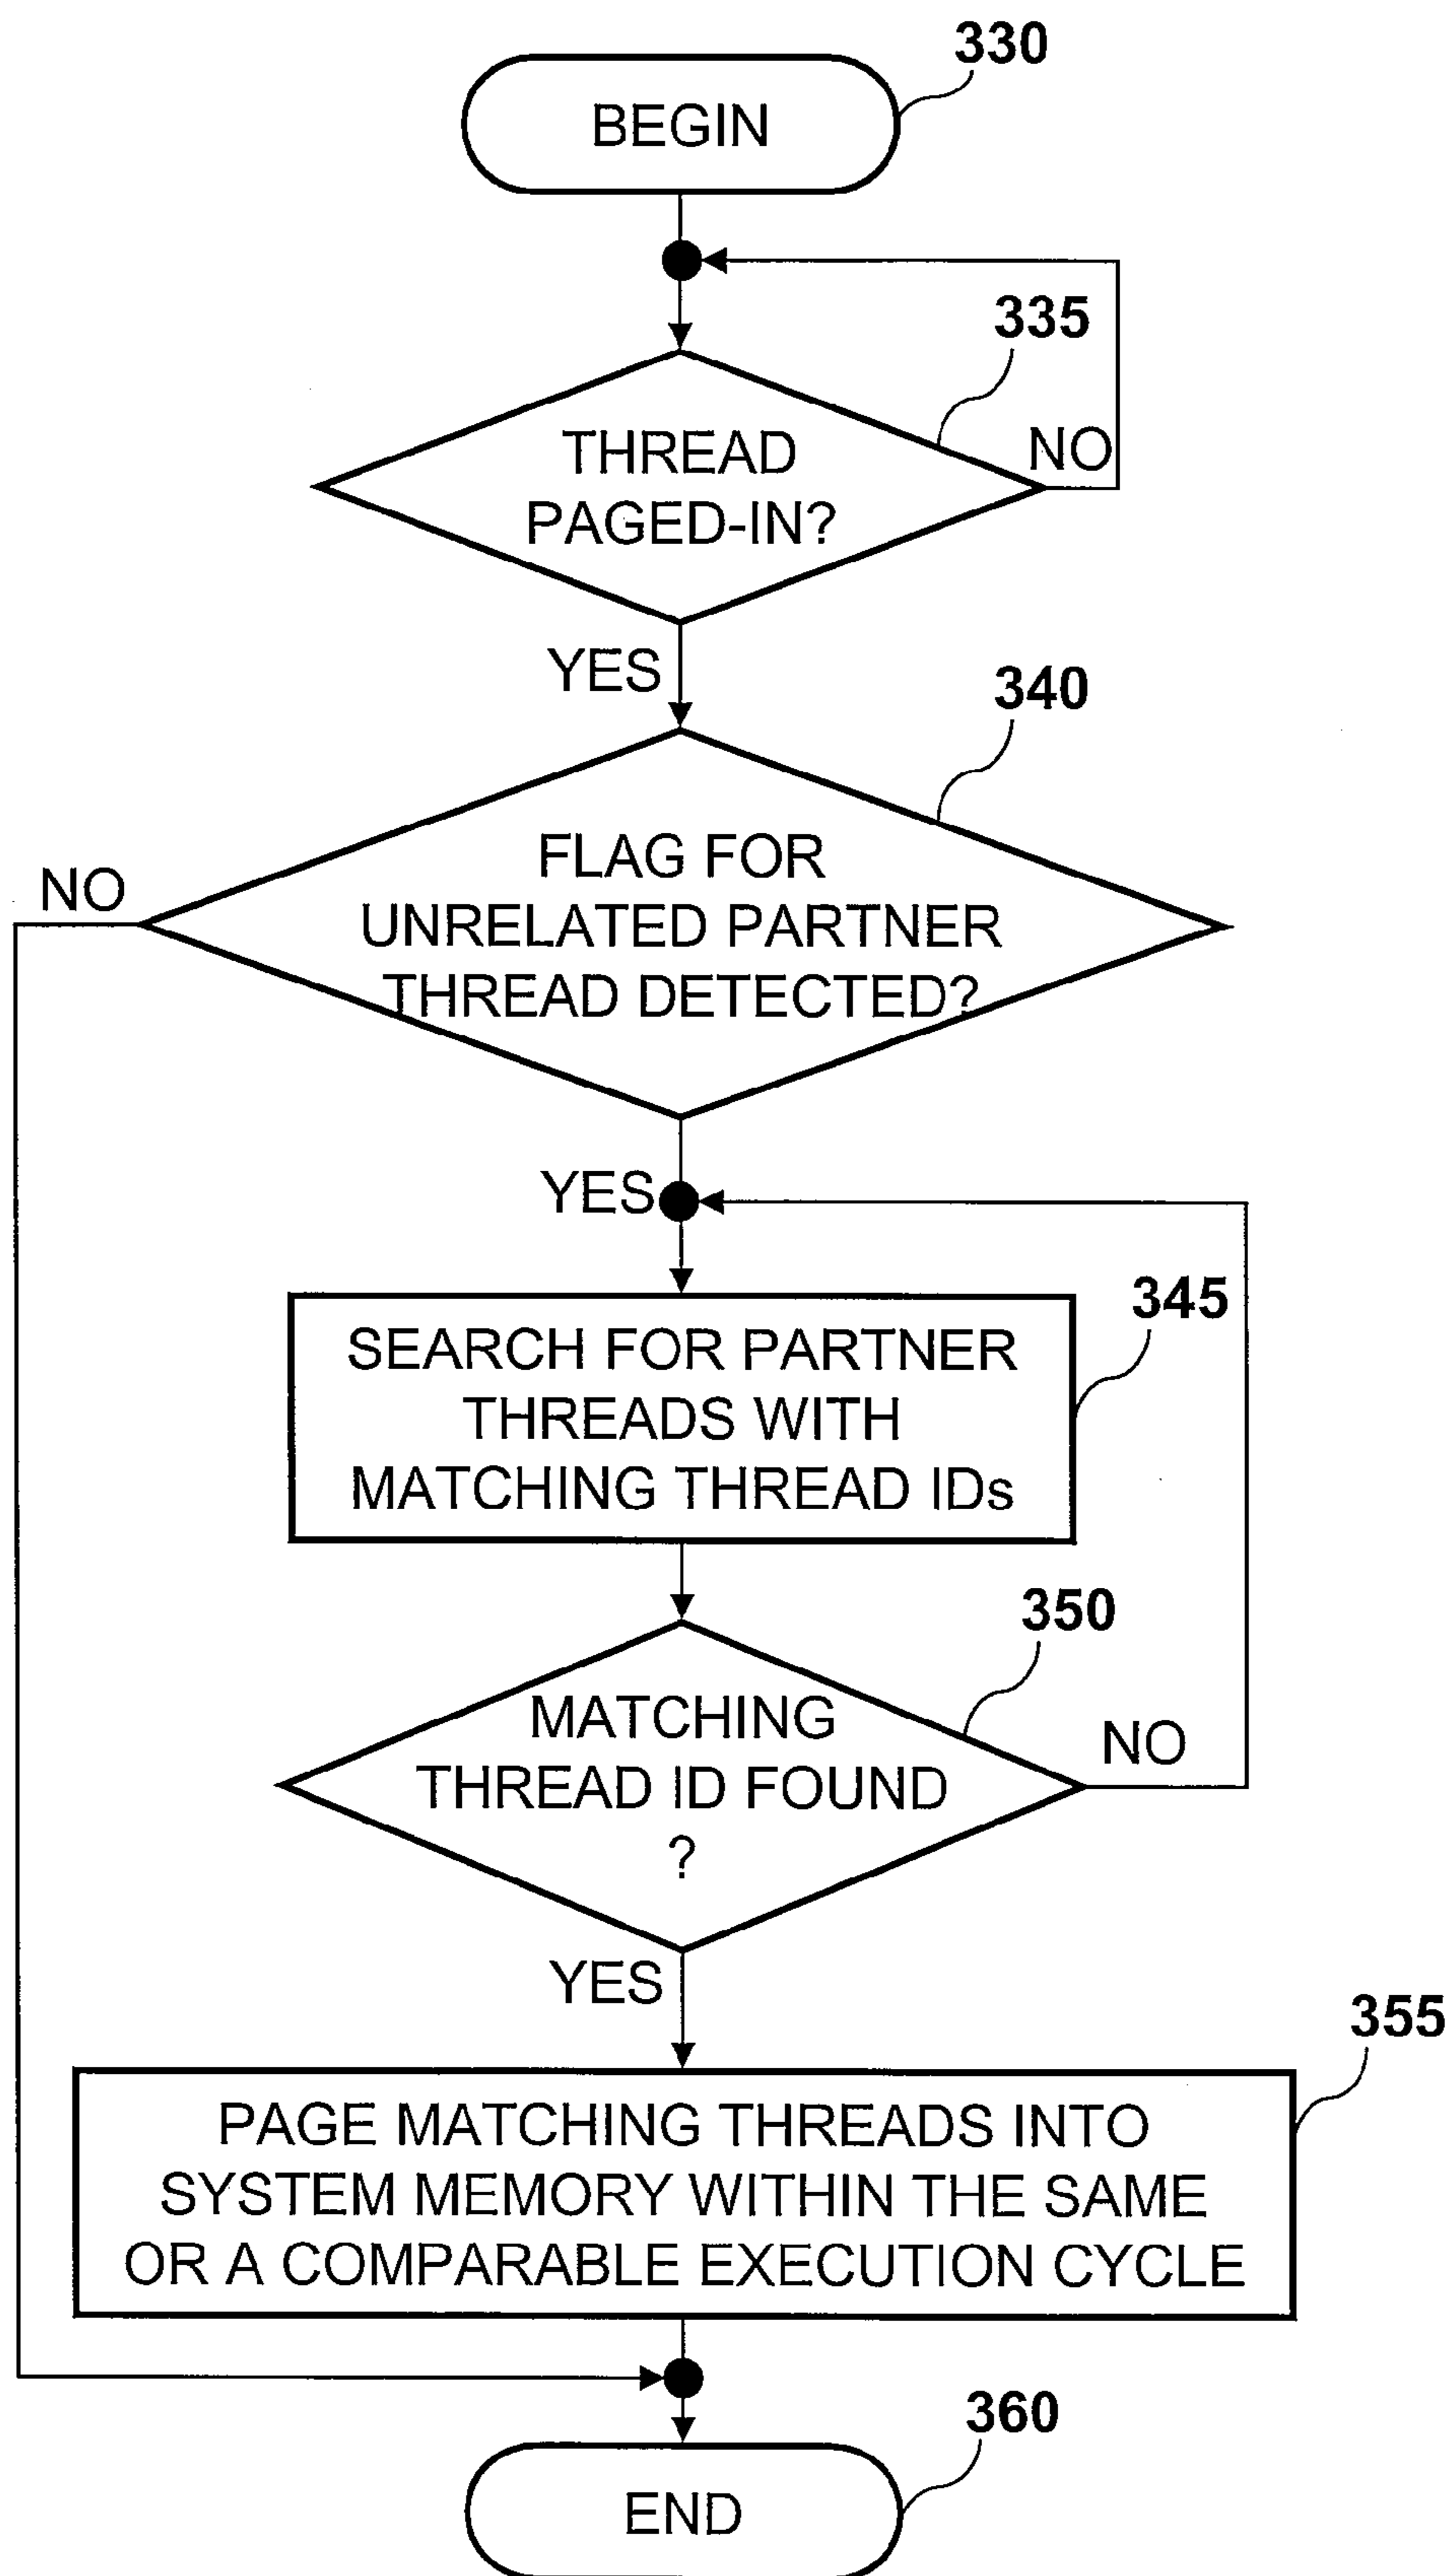 330
BEGIN
335
THREAD
PAGED-IN?
NO
YES
340
FLAG FOR
UNRELATED PARTNER
THREAD DETECTED?
NO
YES
345
SEARCH FOR PARTNER
THREADS WITH
MATCHING THREAD IDs
350
MATCHING
THREAD ID FOUND
?
NO
YES
355
PAGE MATCHING THREADS INTO
SYSTEM MEMORY WITHIN THE SAME
OR A COMPARABLE EXECUTION CYCLE
360
END